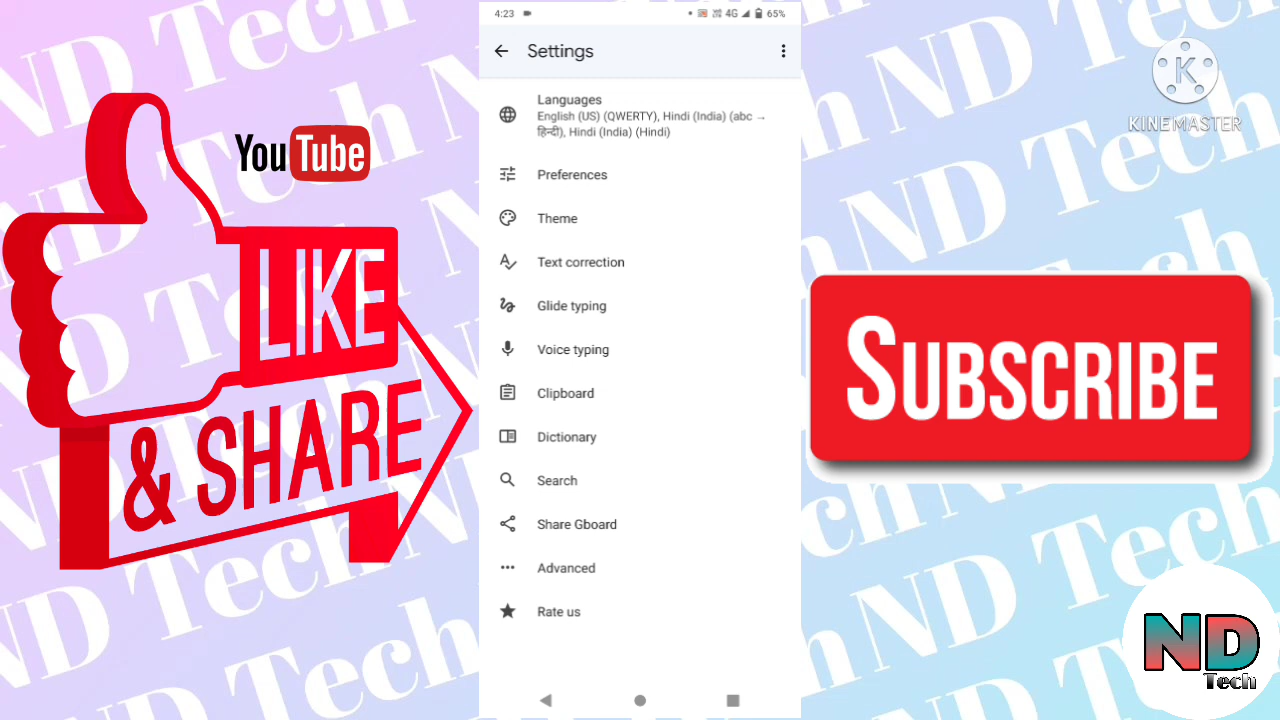 ND Tech
YouTube
LIKE
& SHARE
4:23
4G
65%
Settings
Languages
English (US) (QWERTY), Hindi (India) (abc →
हिन्दी), Hindi (India) (Hindi)
Preferences
Theme
Text correction
Glide typing
Voice typing
Clipboard
Dictionary
Search
Share Gboard
Advanced
Rate us
K
KINEMASTER
SUBSCRIBE
ND
Tech